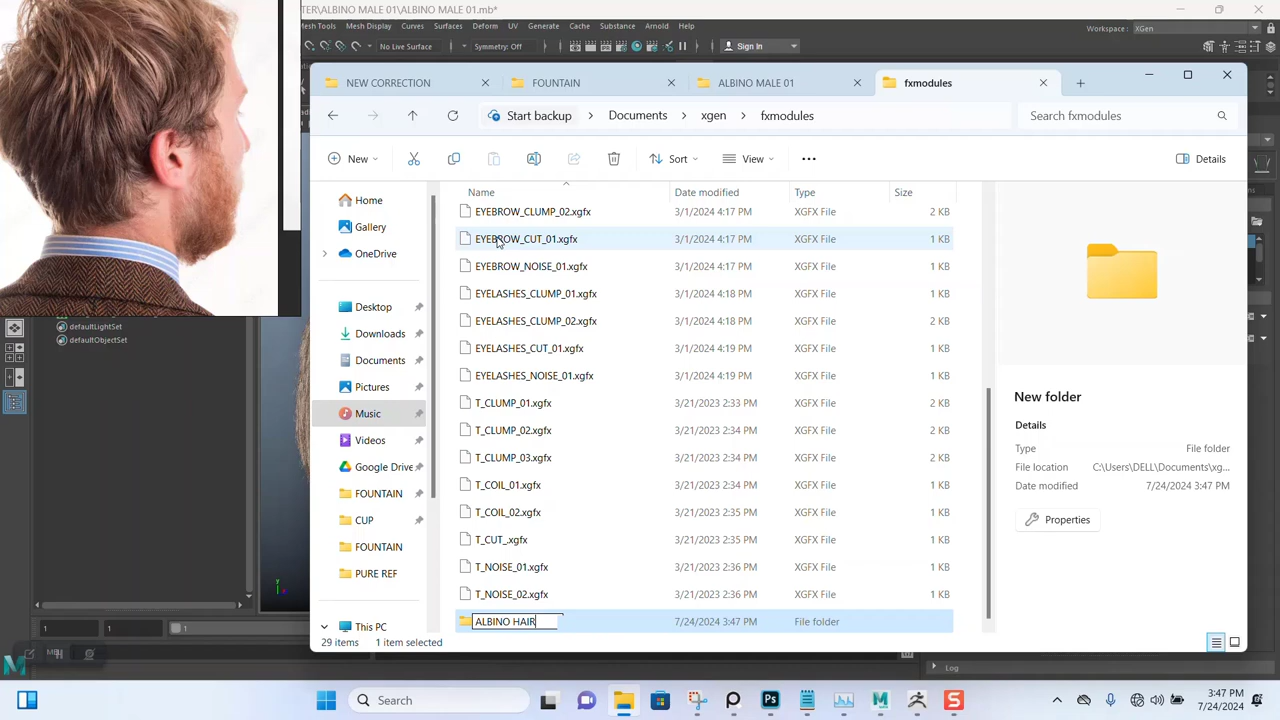 TER\ALBINO MALE 01\ALBINO MALE 01.mb*
Workspace : XGen
Mesh Tools Mesh Display Curves Surfaces Deform UV Generate Cache Substance Arnold Help
No Live Surface Symmetry: Off Sign In
NEW CORRECTION FOUNTAIN ALBINO MALE 01 fxmodules
Start backup Documents xgen fxmodules Search fxmodules
New Sort View Details
Name Date modified Type Size
Home
Gallery
OneDrive
Desktop
Downloads
Documents
Pictures
Music
Videos
Google Drive
FOUNTAIN
CUP
FOUNTAIN
PURE REF
This PC
EYEBROW_CLUMP_02.xgfx 3/1/2024 4:17 PM XGFX File 2 KB
EYEBROW_CUT_01.xgfx 3/1/2024 4:17 PM XGFX File 1 KB
EYEBROW_NOISE_01.xgfx 3/1/2024 4:17 PM XGFX File 1 KB
EYELASHES_CLUMP_01.xgfx 3/1/2024 4:18 PM XGFX File 2 KB
EYELASHES_CLUMP_02.xgfx 3/1/2024 4:18 PM XGFX File 2 KB
EYELASHES_CUT_01.xgfx 3/1/2024 4:19 PM XGFX File 1 KB
EYELASHES_NOISE_01.xgfx 3/1/2024 4:19 PM XGFX File 1 KB
T_CLUMP_01.xgfx 3/21/2023 2:33 PM XGFX File 2 KB
T_CLUMP_02.xgfx 3/21/2023 2:34 PM XGFX File 2 KB
T_CLUMP_03.xgfx 3/21/2023 2:34 PM XGFX File 2 KB
T_COIL_01.xgfx 3/21/2023 2:34 PM XGFX File 1 KB
T_COIL_02.xgfx 3/21/2023 2:35 PM XGFX File 1 KB
T_CUT_.xgfx 3/21/2023 2:35 PM XGFX File 1 KB
T_NOISE_01.xgfx 3/21/2023 2:36 PM XGFX File 1 KB
T_NOISE_02.xgfx 3/21/2023 2:36 PM XGFX File 1 KB
ALBINO HAIR 7/24/2024 3:47 PM File folder
29 items 1 item selected
New folder
Details
Type File folder
File location C:\Users\DELL\Documents\xg...
Date modified 7/24/2024 3:47 PM
Properties
defaultLightSet
defaultObjectSet
1 1 1
Log
Search
3:47 PM
7/24/2024